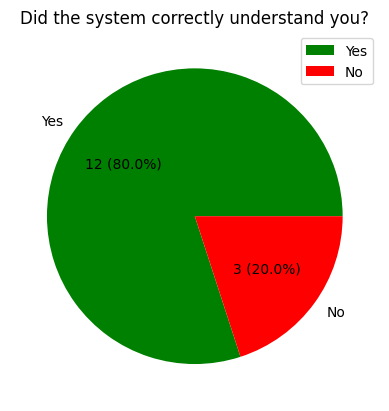 Did the system correctly understand you?
Yes
No
Yes
12 (80.0%)
3 (20.0%)
No